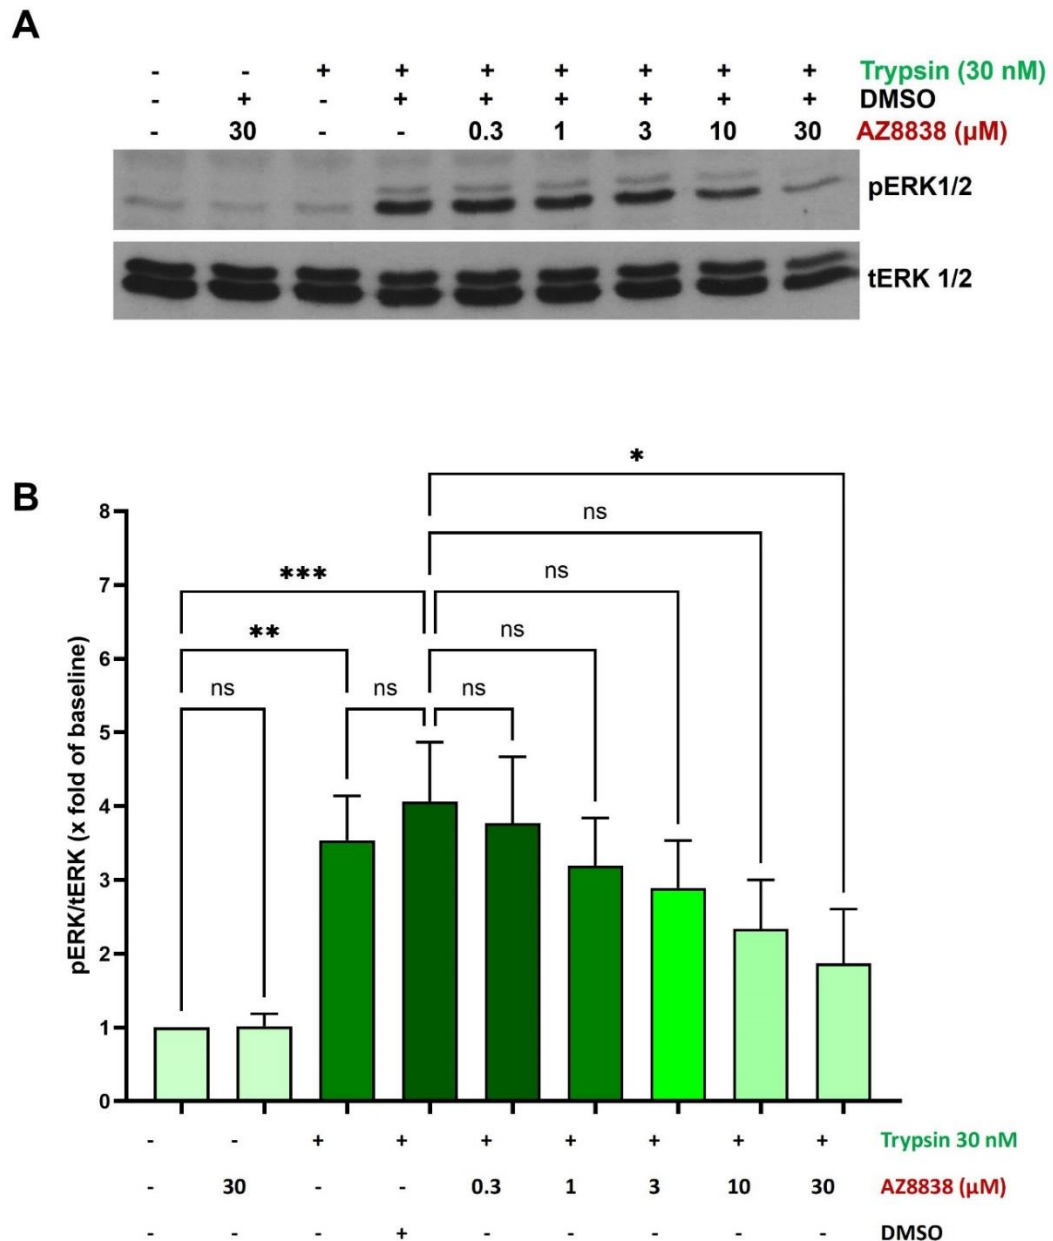 A
- - + + + + + + + Trypsin (30 nM)
- + - + + + + + + DMSO
- 30 - - 0.3 1 3 10 30 AZ8838 (µM)
pERK1/2
tERK 1/2
B
*
ns
ns
***
ns
**
ns
ns
ns
8
7
6
5
4
3
2
1
0
pERK/tERK (x fold of baseline)
- - + + + + + + + Trypsin 30 nM
- 30 - - 0.3 1 3 10 30 AZ8838 (µM)
- - - + - - - - - DMSO